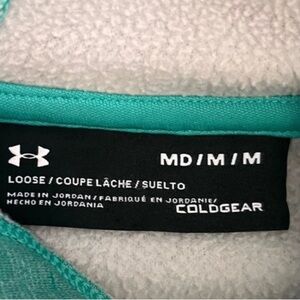 MD/M/M
LOOSE / COUPE LÂCHE / SUELTO
MADE IN JORDAN / FABRIQUÉ EN JORDANIE /
HECHO EN JORDANIA
COLDGEAR